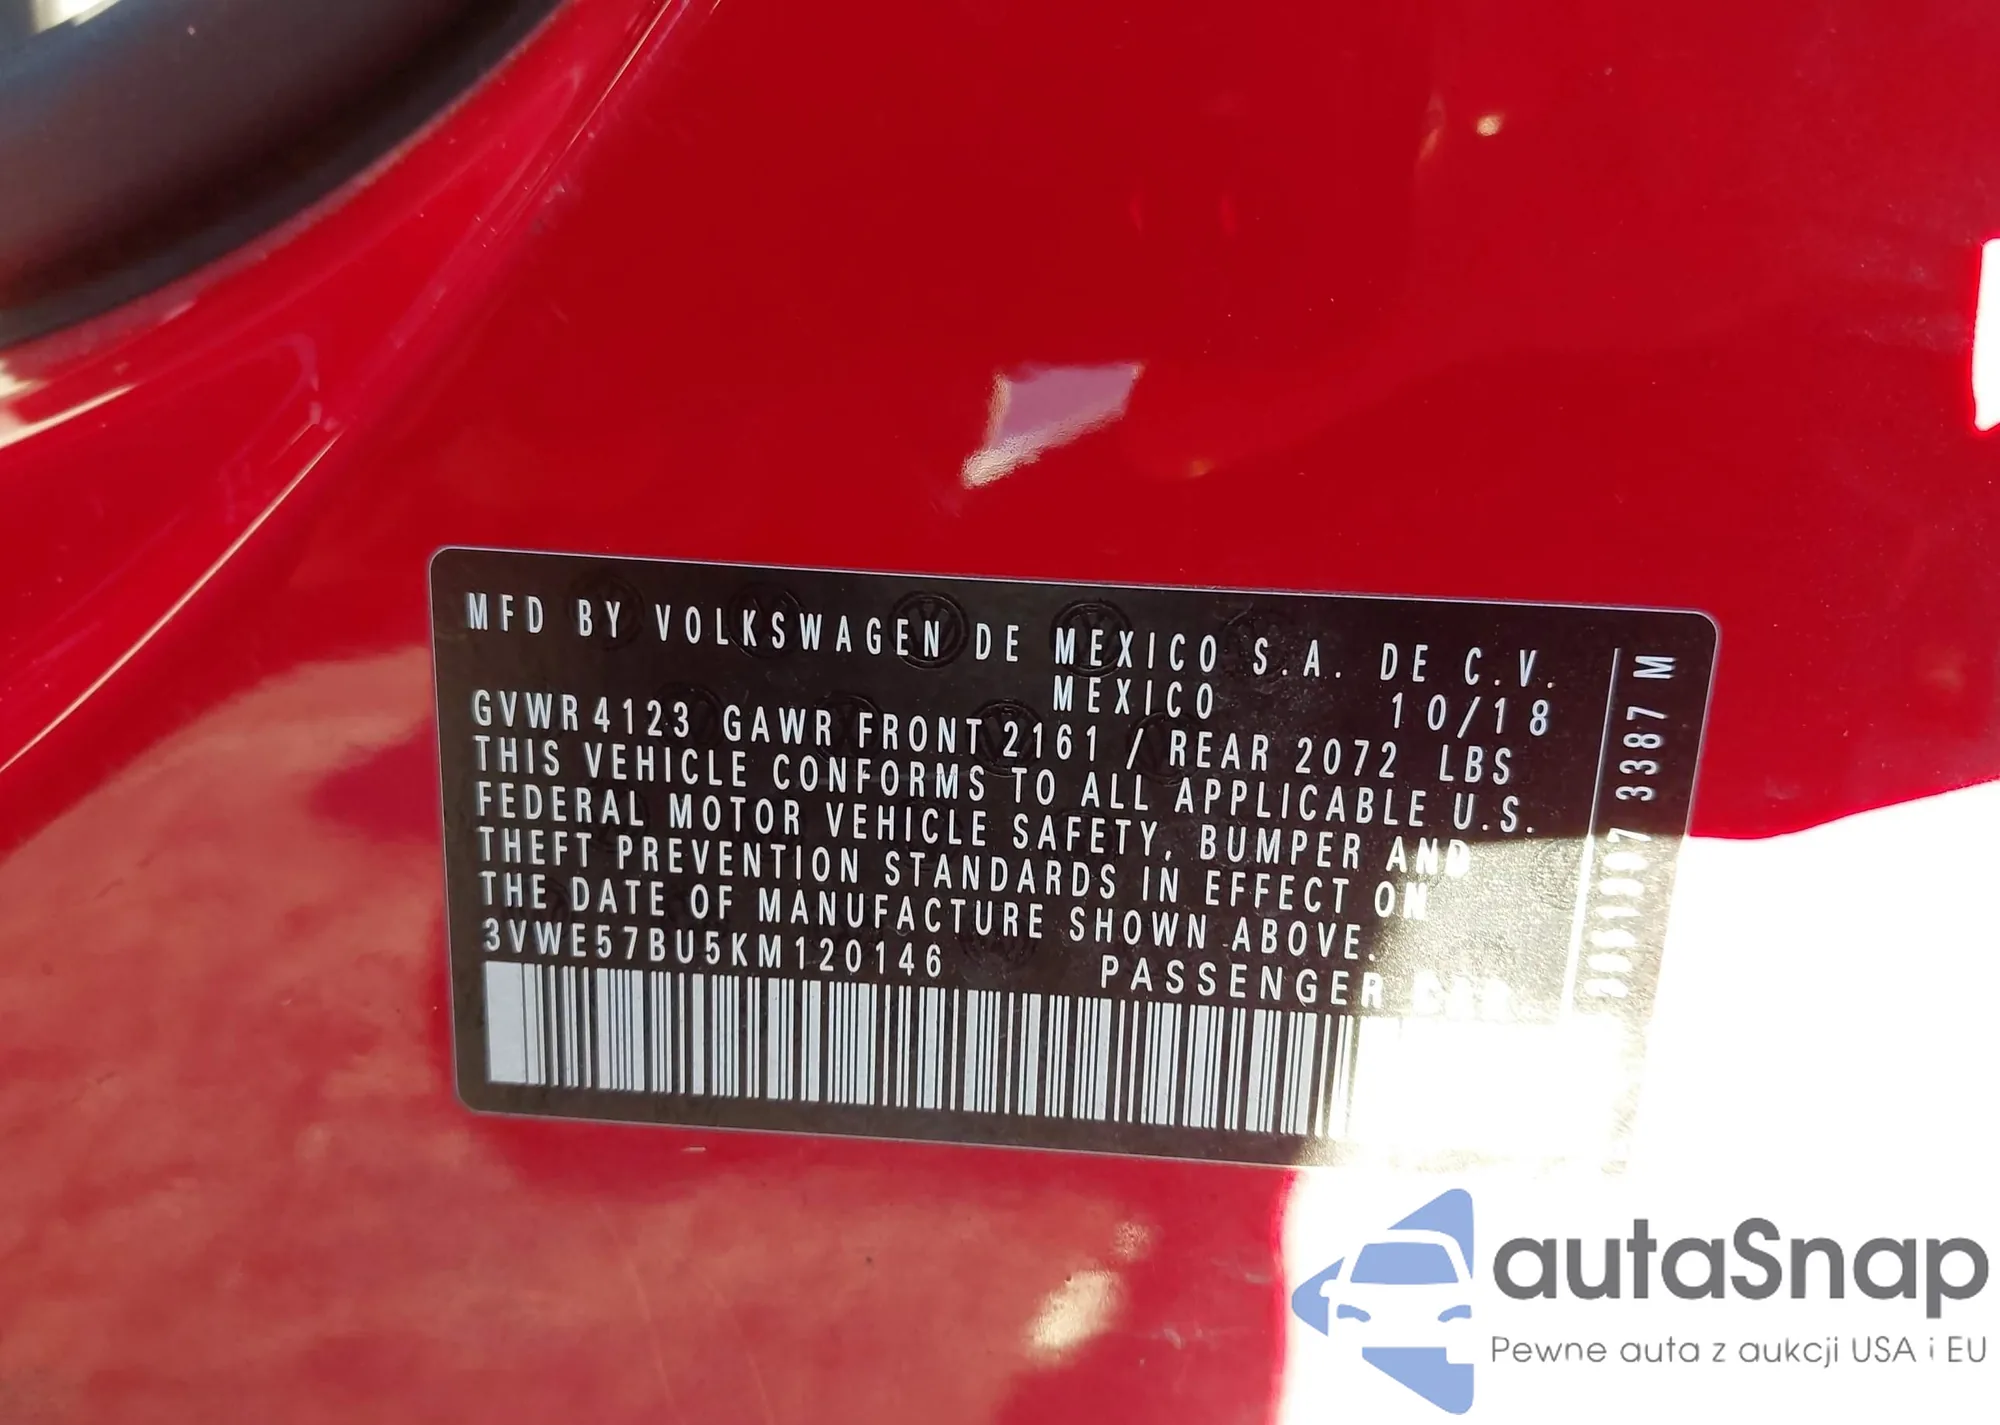 MFD BY VOLKSWAGEN DE MEXICO S.A. DE C.V.
MEXICO 10/18
GVWR 4123 GAWR FRONT 2161 / REAR 2072 LBS
THIS VEHICLE CONFORMS TO ALL APPLICABLE U.S.
FEDERAL MOTOR VEHICLE SAFETY, BUMPER AND
THEFT PREVENTION STANDARDS IN EFFECT ON
THE DATE OF MANUFACTURE SHOWN ABOVE.
3VWE57BU5KM120146 PASSENGER CAR
3387 M
autaSnap
Pewne auta z aukcji USA i EU